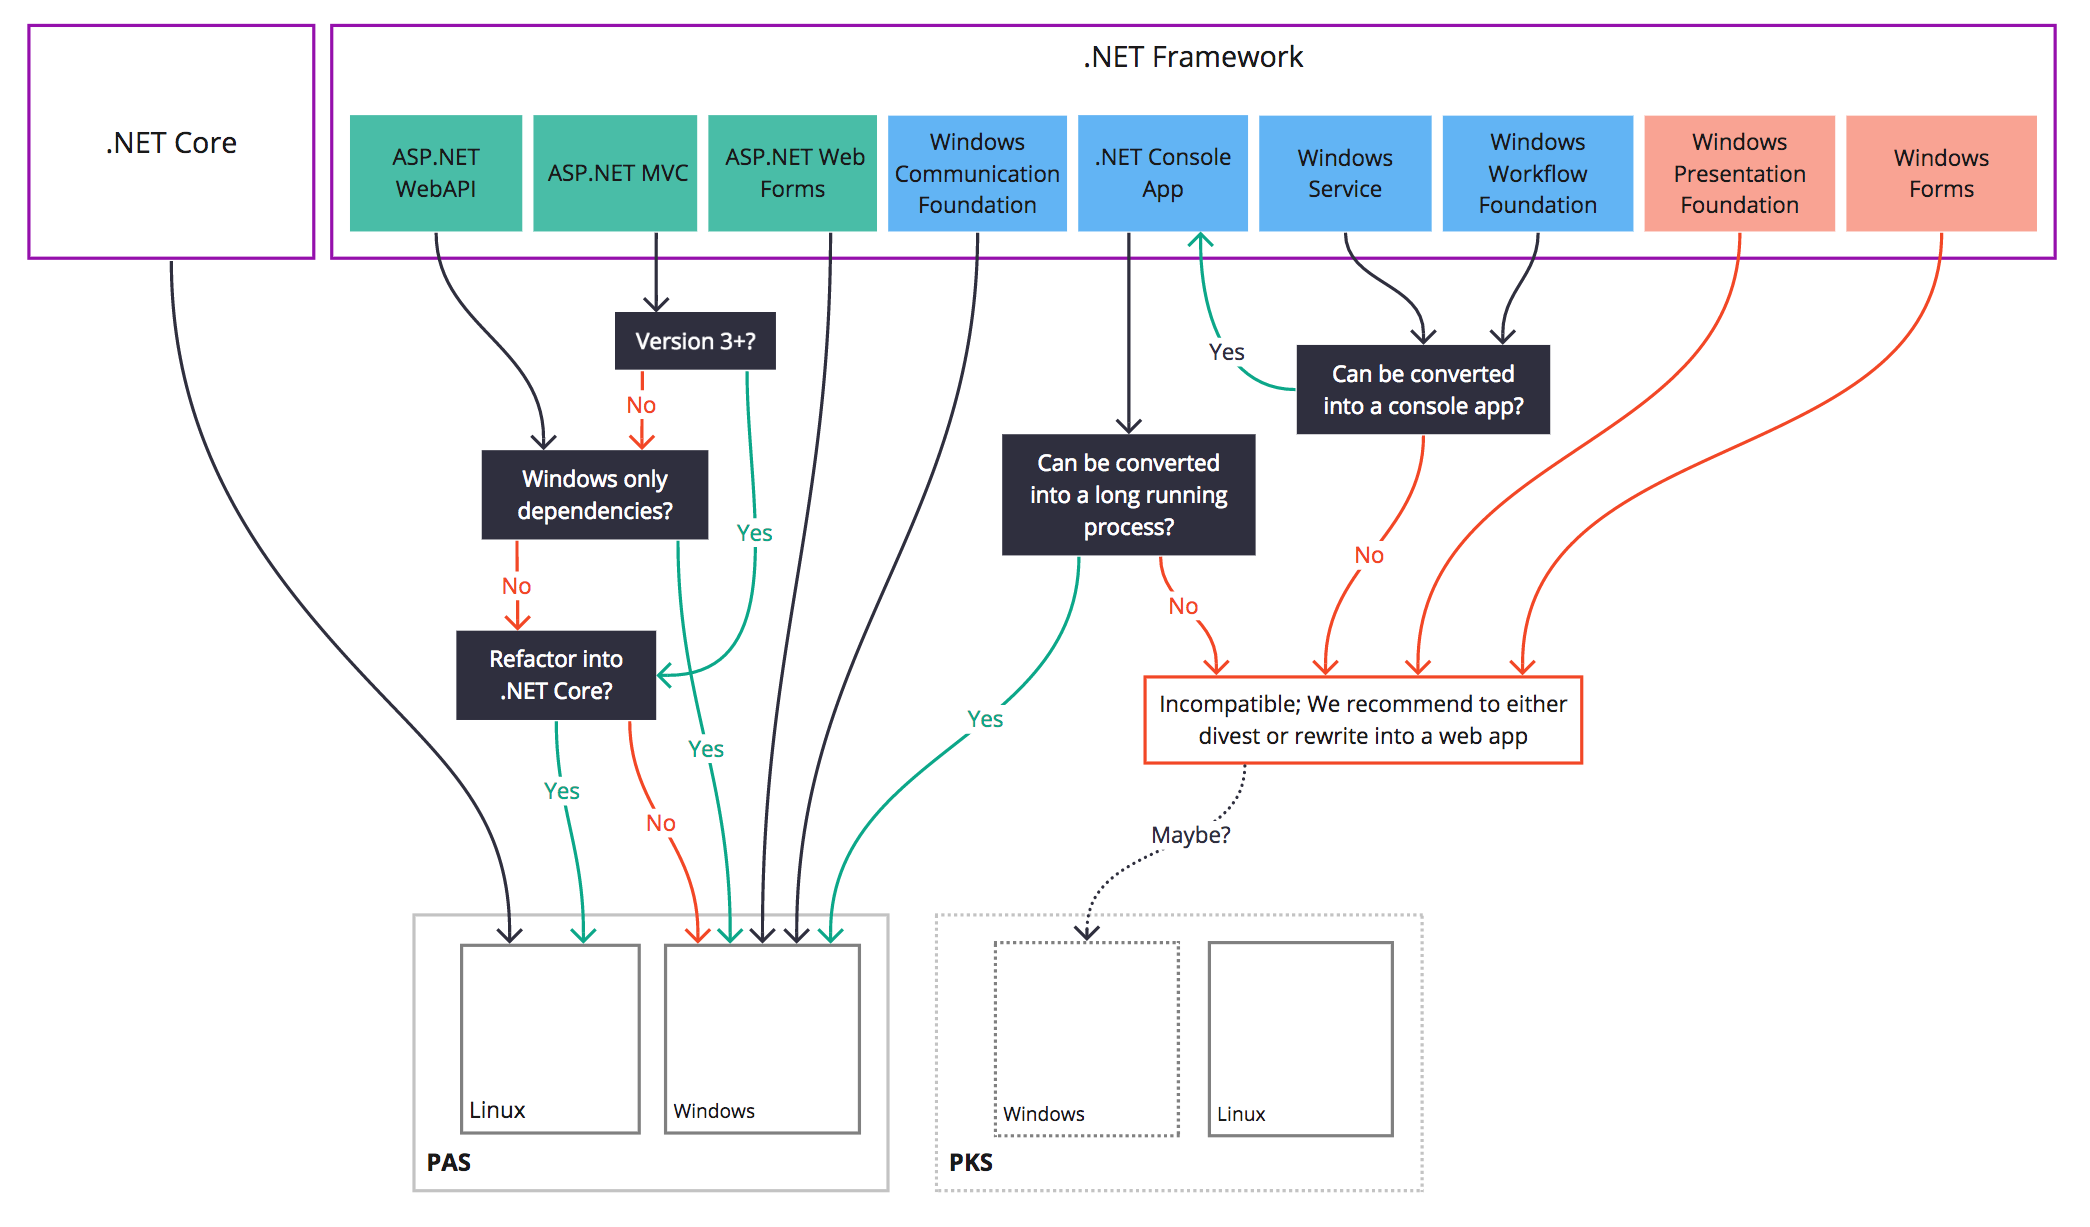 .NET Framework
.NET Core
ASP.NET
WebAPI
ASP.NET MVC
ASP.NET Web
Forms
Windows
Communication
Foundation
.NET Console
App
Windows
Service
Windows
Workflow
Foundation
Windows
Presentation
Foundation
Windows
Forms
Version 3+?
Yes
Can be converted
into a console app?
No
Windows only
dependencies?
Can be converted
into a long running
process?
Yes
No
No
No
Refactor into
.NET Core?
Yes
Yes
Incompatible; We recommend to either
divest or rewrite into a web app
Yes
No
Maybe?
Linux
Windows
PAS
Windows
Linux
PKS